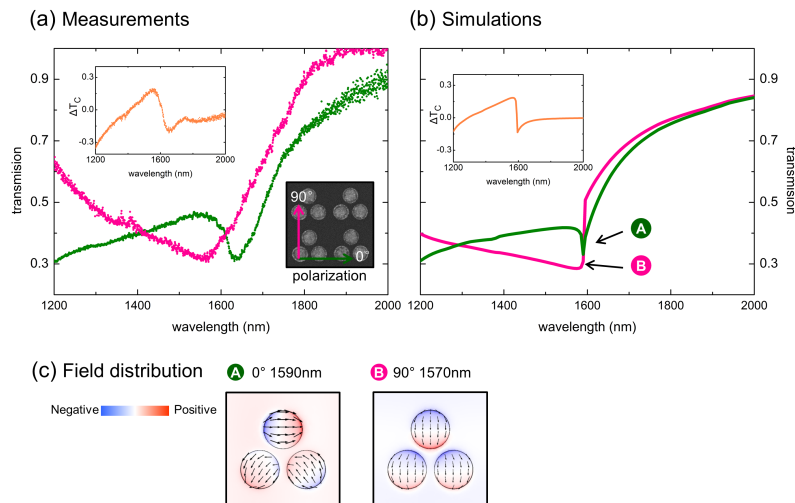 (a) Measurements
(b) Simulations
0.9
0.7
0.5
0.3
transmision
0.3
0.0
-0.3
ΔTC
1200
1600
2000
wavelength (nm)
90°
0°
polarization
1200
1400
1600
1800
2000
wavelength (nm)
0.3
0.0
-0.3
ΔTC
1200
1600
2000
wavelength (nm)
A
B
0.9
0.7
0.5
0.3
transmision
1200
1400
1600
1800
2000
wavelength (nm)
(c) Field distribution
A 0° 1590nm
B 90° 1570nm
Negative Positive